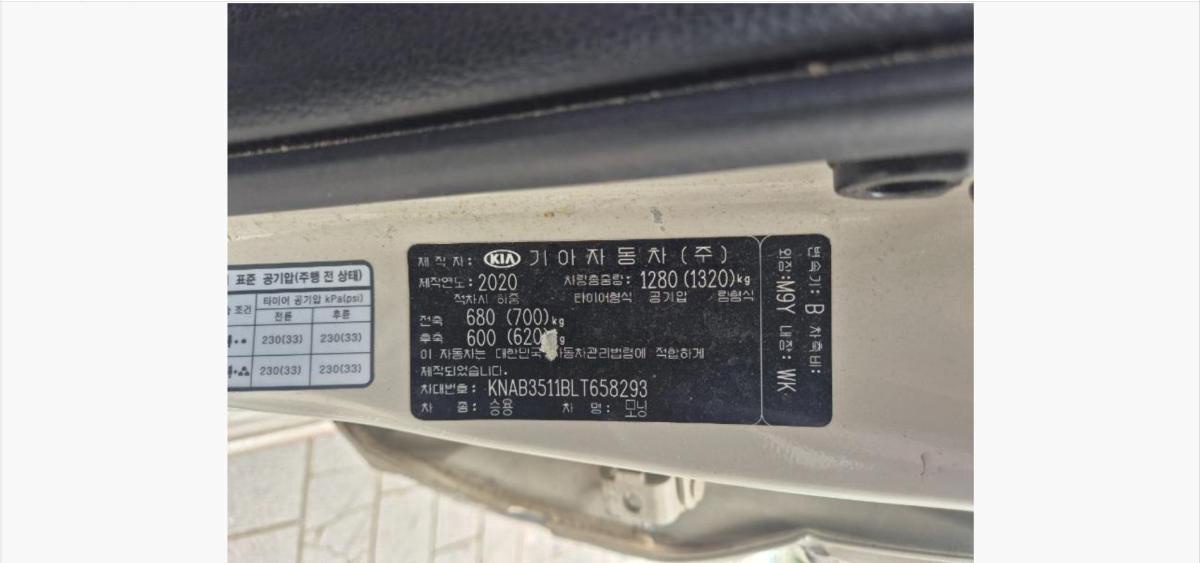 표준 공기압(주행 전 상태)
조건 타이어 공기압 kPa(psi)
전륜 후륜
230(33) 230(33)
230(33) 230(33)
제작자: KIA 기아자동차(주)
제작연도: 2020 차량총중량: 1280 (1320)kg
적차시 하중 타이어형식 공기압 림형식
전축 680 (700)kg
후축 600 (620)
이 자동차는 대한민국 자동차관리법령에 적합하게
제작되었습니다.
차대번호: KNAB3511BLT658293
차 종: 승용 차 명: 모닝
변속기: B 차축비:
외장:M9Y 내장: WK